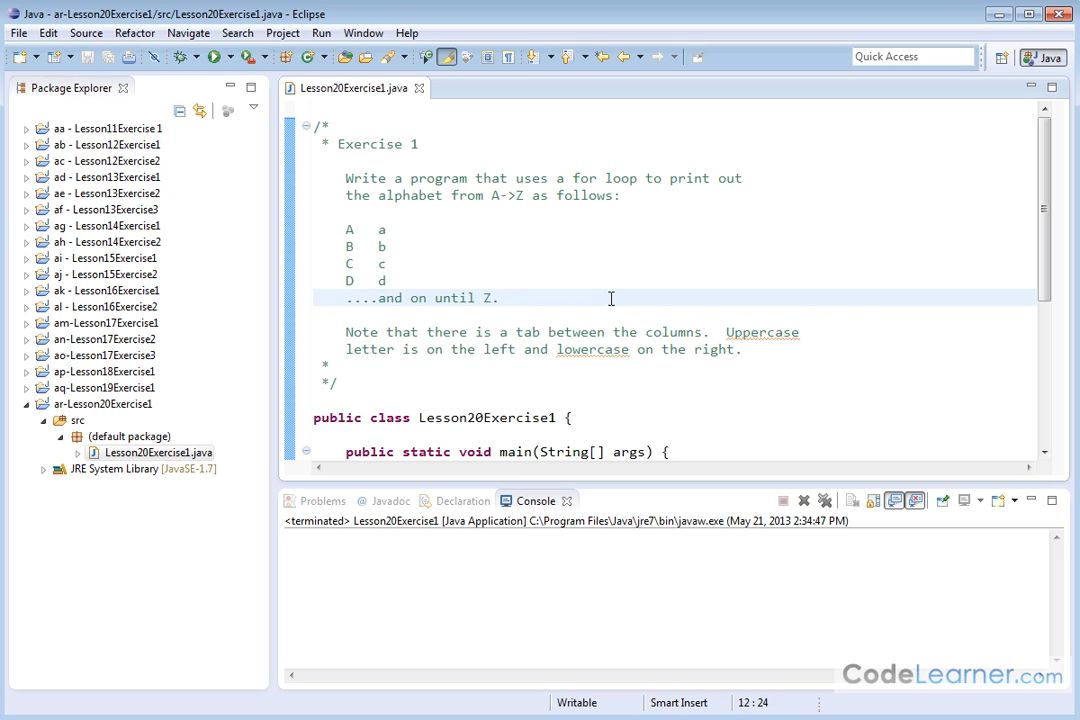 Java - ar-Lesson20Exercise1/src/Lesson20Exercise1.java - Eclipse
File Edit Source Refactor Navigate Search Project Run Window Help
Quick Access
Java
Package Explorer
aa - Lesson11Exercise 1
ab - Lesson12Exercise1
ac - Lesson12Exercise2
ad - Lesson13Exercise1
ae - Lesson13Exercise2
af - Lesson13Exercise3
ag - Lesson14Exercise1
ah - Lesson14Exercise2
ai - Lesson15Exercise1
aj - Lesson15Exercise2
ak - Lesson16Exercise1
al - Lesson16Exercise2
am-Lesson17Exercise1
an-Lesson17Exercise2
ao-Lesson17Exercise3
ap-Lesson18Exercise1
aq-Lesson19Exercise1
ar-Lesson20Exercise1
src
(default package)
Lesson20Exercise1.java
JRE System Library [JavaSE-1.7]
Lesson20Exercise1.java
/*
* Exercise 1
Write a program that uses a for loop to print out
the alphabet from A->Z as follows:
A a
B b
C c
D d
....and on until Z.
Note that there is a tab between the columns. Uppercase
letter is on the left and lowercase on the right.
*
*/
public class Lesson20Exercise1 {
public static void main(String[] args) {
Problems @ Javadoc Declaration Console
<terminated> Lesson20Exercise1 [Java Application] C:\Program Files\Java\jre7\bin\javaw.exe (May 21, 2013 2:34:47 PM)
CodeLearner.com
Writable Smart Insert 12 : 24